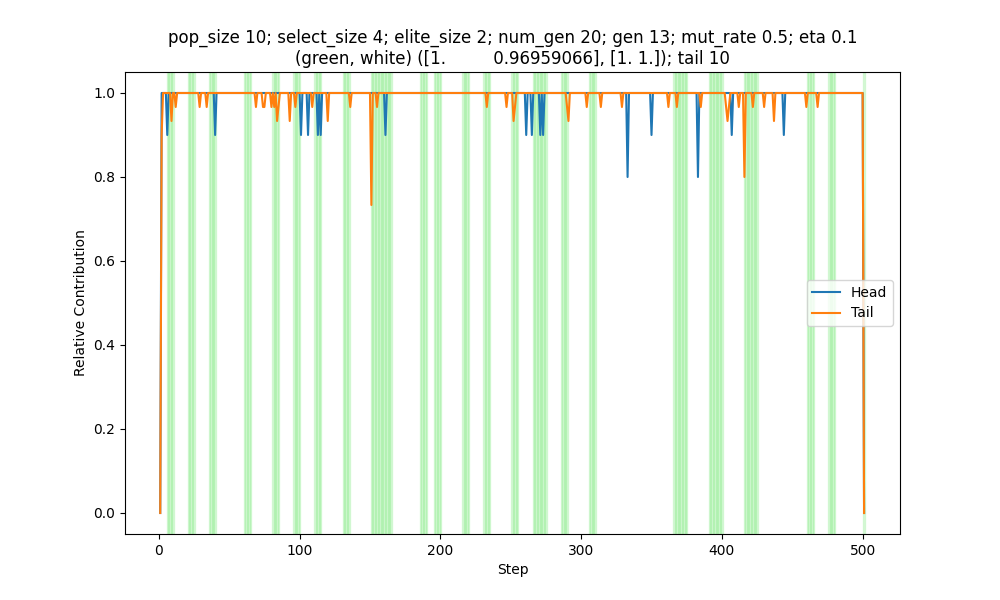 pop_size 10; select_size 4; elite_size 2; num_gen 20; gen 13; mut_rate 0.5; eta 0.1
(green, white) ([1.         0.96959066], [1. 1.]); tail 10
1.0
0.8
0.6
0.4
0.2
0.0
Relative Contribution
Head
Tail
0
100
200
300
400
500
Step